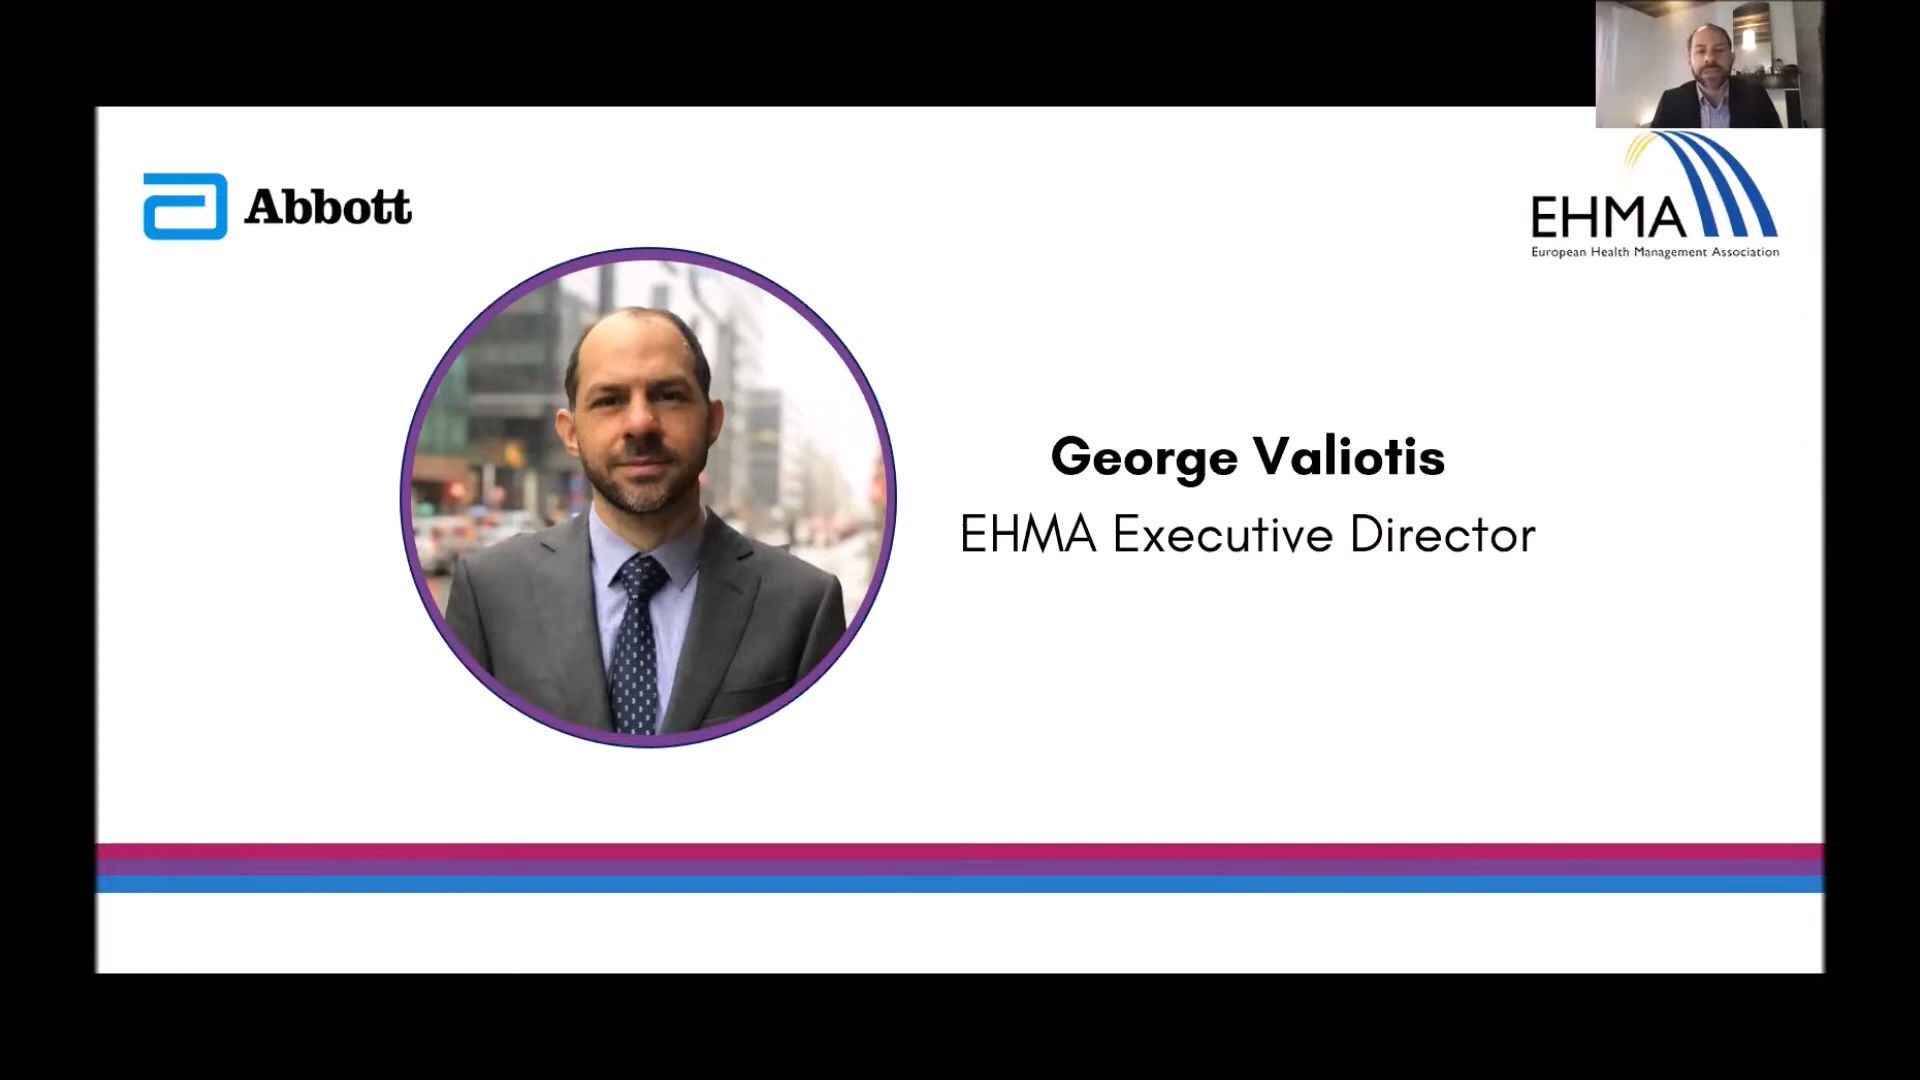 Abbott
EHMA
European Health Management Association
George Valiotis
EHMA Executive Director